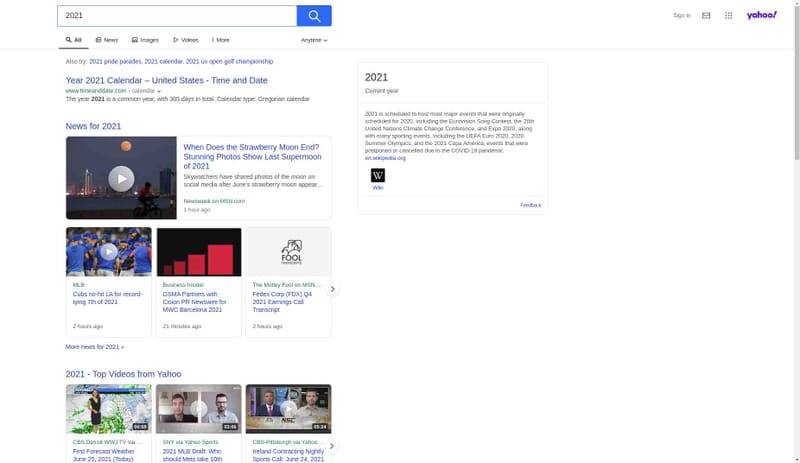 2021
Sign in
yahoo!
All
News
Images
Videos
More
Anytime
Also try: 2021 pride parades, 2021 calendar, 2021 us open golf championship
Year 2021 Calendar – United States - Time and Date
www.timeanddate.com › calendar
The year 2021 is a common year, with 365 days in total. Calendar type: Gregorian calendar
News for 2021
When Does the Strawberry Moon End?
Stunning Photos Show Last Supermoon
of 2021
Skywatchers have shared photos of the moon on
social media after June's strawberry moon appear...
Newsweek on MSN.com
1 hour ago
MLB
Cubs no-hit LA for record-
tying 7th of 2021
2 hours ago
Business Insider
GSMA Partners with
Cision PR Newswire for
MWC Barcelona 2021
21 minutes ago
FOOL
TRANSCRIPTS
The Motley Fool on MSN....
Fedex Corp (FDX) Q4
2021 Earnings Call
Transcript
2 hours ago
More news for 2021 »
2021 - Top Videos from Yahoo
CBS Detroit WWJ TV via ...
First Forecast Weather
June 25, 2021 (Today)
03:06
SNY via Yahoo Sports
2021 MLB Draft: Who
should Mets take 10th
NSC
05:34
CBS-Pittsburgh via Yahoo...
Ireland Contracting Nightly
Sports Call: June 24, 2021
2021
Current year
2021 is scheduled to host most major events that were originally
scheduled for 2020, including the Eurovision Song Contest, the 26th
United Nations Climate Change Conference, and Expo 2020, along
with many sporting events, including the UEFA Euro 2020, 2020
Summer Olympics, and the 2021 Copa América; events that were
postponed or canceled due to the COVID-19 pandemic.
en.wikipedia.org
W
Wiki
Feedback